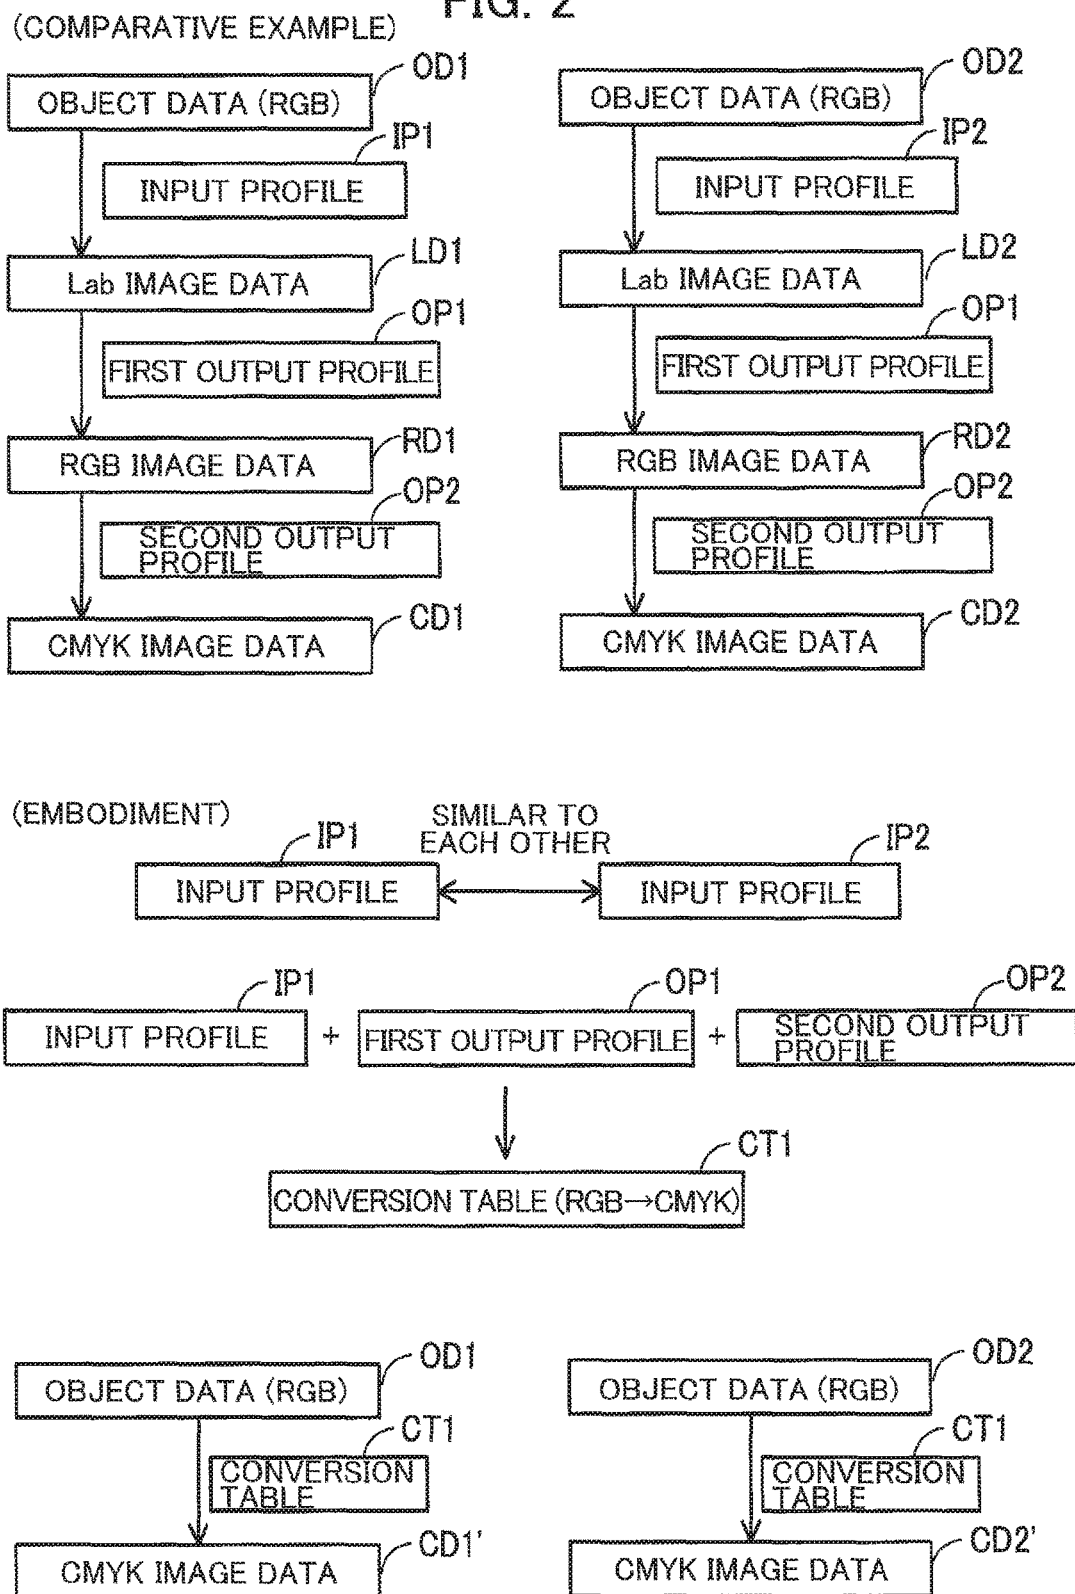 FIG. 2
(COMPARATIVE EXAMPLE)
OD1
OBJECT DATA (RGB)
IP1
INPUT PROFILE
LD1
Lab IMAGE DATA
OP1
FIRST OUTPUT PROFILE
RD1
RGB IMAGE DATA
OP2
SECOND OUTPUT
PROFILE
CD1
CMYK IMAGE DATA
OD2
OBJECT DATA (RGB)
IP2
INPUT PROFILE
LD2
Lab IMAGE DATA
OP1
FIRST OUTPUT PROFILE
RD2
RGB IMAGE DATA
OP2
SECOND OUTPUT
PROFILE
CD2
CMYK IMAGE DATA
(EMBODIMENT)
IP1
INPUT PROFILE
SIMILAR TO
EACH OTHER
IP2
INPUT PROFILE
IP1
INPUT PROFILE
+
OP1
FIRST OUTPUT PROFILE
+
OP2
SECOND OUTPUT
PROFILE
CT1
CONVERSION TABLE (RGB→CMYK)
OD1
OBJECT DATA (RGB)
CT1
CONVERSION
TABLE
CD1'
CMYK IMAGE DATA
OD2
OBJECT DATA (RGB)
CT1
CONVERSION
TABLE
CD2'
CMYK IMAGE DATA